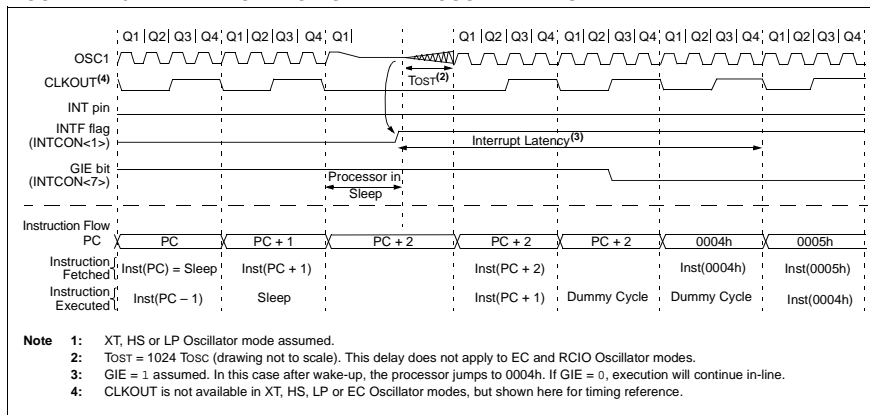 Q1 Q2 Q3 Q4 Q1 Q2 Q3 Q4 Q1 Q1 Q2 Q3 Q4 Q1 Q2 Q3 Q4 Q1 Q2 Q3 Q4 Q1 Q2 Q3 Q4
OSC1
TOST(2)
CLKOUT(4)
INT pin
INTF flag
(INTCON<1>)
Interrupt Latency(3)
GIE bit
(INTCON<7>)
Processor in
Sleep
Instruction Flow
PC PC PC + 1 PC + 2 PC + 2 PC + 2 0004h 0005h
Instruction
Fetched
Inst(PC) = Sleep Inst(PC + 1) Inst(PC + 2) Inst(0004h) Inst(0005h)
Instruction
Executed
Inst(PC – 1) Sleep Inst(PC + 1) Dummy Cycle Dummy Cycle Inst(0004h)
Note 1: XT, HS or LP Oscillator mode assumed.
2: TOST = 1024 TOSC (drawing not to scale). This delay does not apply to EC and RCIO Oscillator modes.
3: GIE = 1 assumed. In this case after wake-up, the processor jumps to 0004h. If GIE = 0, execution will continue in-line.
4: CLKOUT is not available in XT, HS, LP or EC Oscillator modes, but shown here for timing reference.